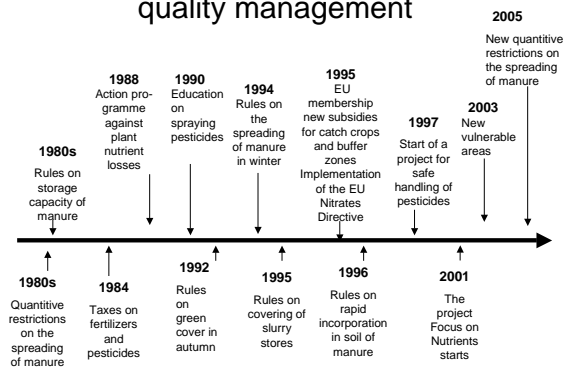 quality management
2005
New quantitive
restrictions on
the spreading
of manure
1988
Action pro-
gramme
against
plant
nutrient
losses
1990
Education
on
spraying
pesticides
1994
Rules on
the
spreading
of manure
in winter
1995
EU
membership
new subsidies
for catch crops
and buffer
zones
Implementation
of the EU
Nitrates
Directive
1997
Start of a
project for
safe
handling of
pesticides
2003
New
vulnerable
areas
1980s
Rules on
storage
capacity of
manure
1980s
Quantitive
restrictions
on the
spreading
of manure
1984
Taxes on
fertilizers
and
pesticides
1992
Rules
on
green
cover in
autumn
1995
Rules on
covering of
slurry
stores
1996
Rules on
rapid
incorporation
in soil of
manure
2001
The
project
Focus on
Nutrients
starts